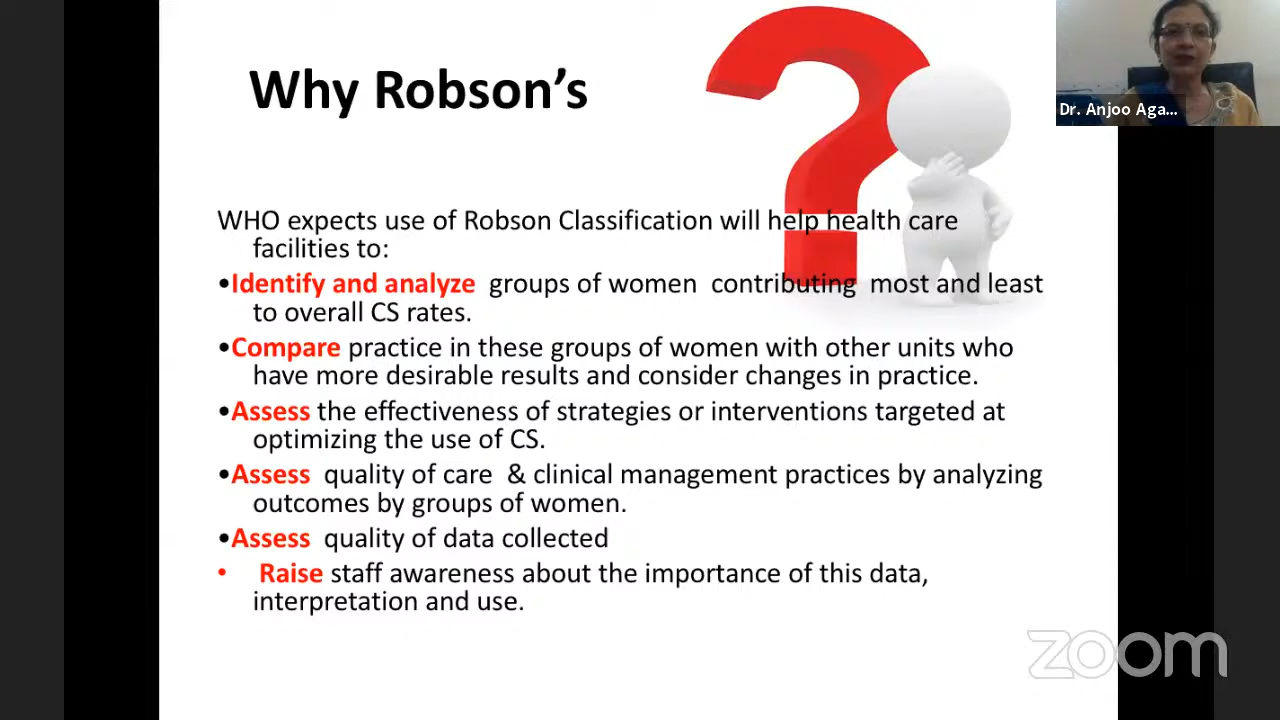 Why Robson's
Dr. Anjoo Aga...
WHO expects use of Robson Classification will help health care
facilities to:
•Identify and analyze groups of women contributing most and least
to overall CS rates.
•Compare practice in these groups of women with other units who
have more desirable results and consider changes in practice.
•Assess the effectiveness of strategies or interventions targeted at
optimizing the use of CS.
•Assess quality of care & clinical management practices by analyzing
outcomes by groups of women.
•Assess quality of data collected
• Raise staff awareness about the importance of this data,
interpretation and use.
zoom